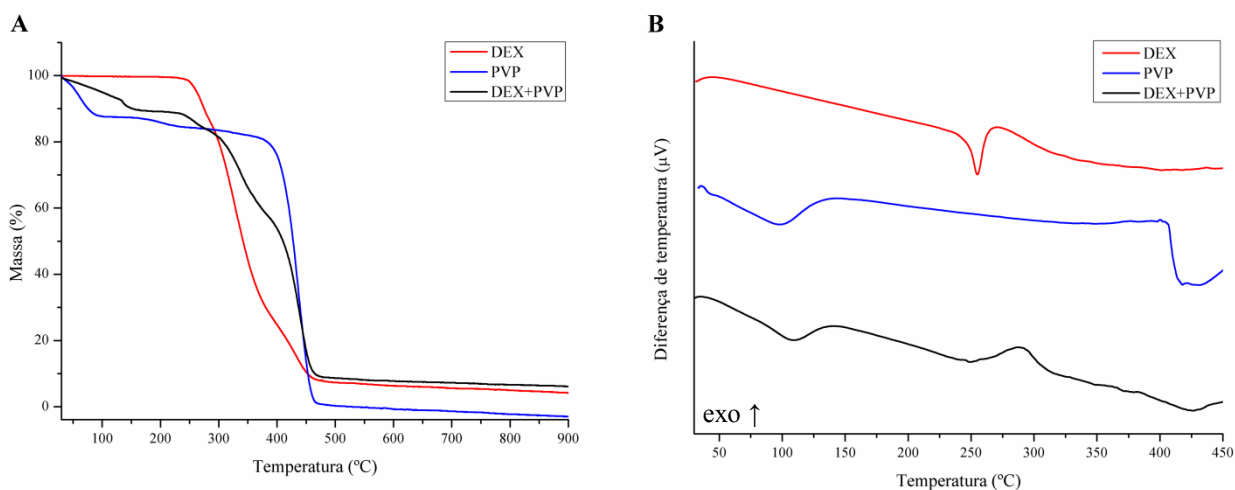 A
DEX
PVP
DEX+PVP
Massa (%)
100
80
60
40
20
0
100 200 300 400 500 600 700 800 900
Temperatura (ºC)
B
DEX
PVP
DEX+PVP
Diferença de temperatura (µV)
exo ↑
50 100 150 200 250 300 350 400 450
Temperatura (ºC)